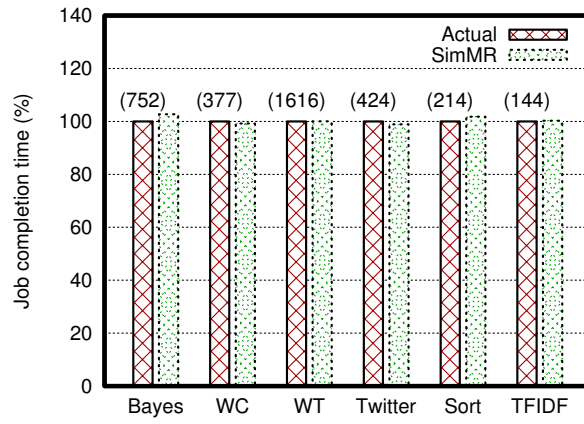 140
120
100
80
60
40
20
0
Job completion time (%)
Actual
SimMR
(752) (377) (1616) (424) (214) (144)
Bayes WC WT Twitter Sort TFIDF